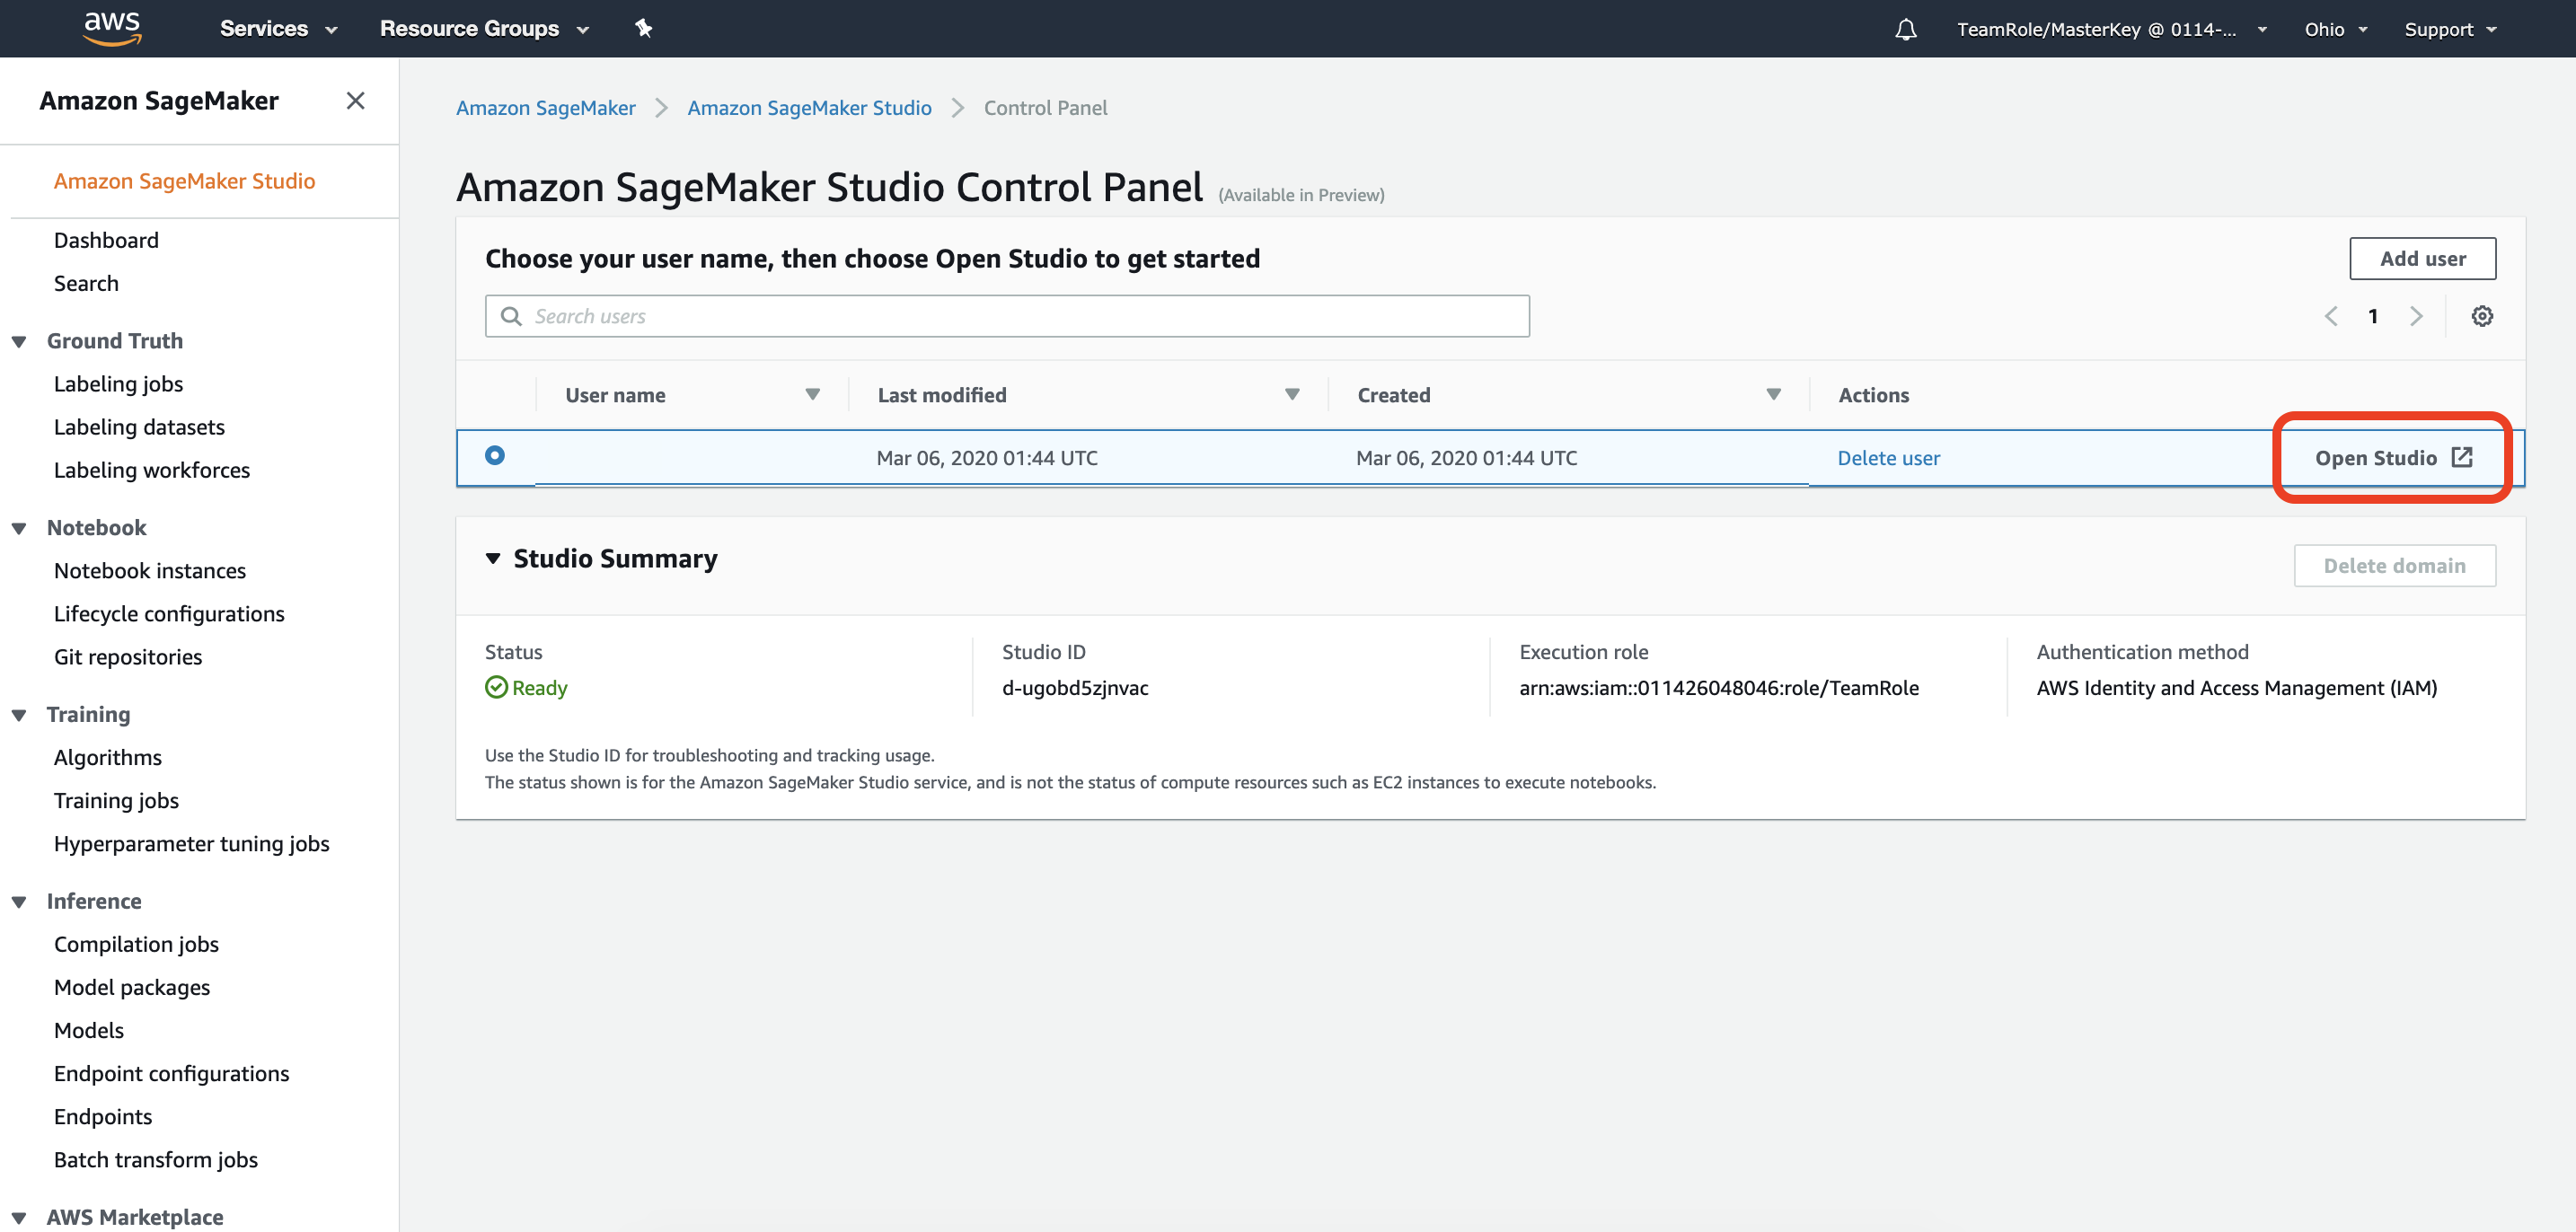 aws Services Resource Groups TeamRole/MasterKey @ 0114-... Ohio Support
Amazon SageMaker
Amazon SageMaker Studio
Dashboard
Search
Ground Truth
Labeling jobs
Labeling datasets
Labeling workforces
Notebook
Notebook instances
Lifecycle configurations
Git repositories
Training
Algorithms
Training jobs
Hyperparameter tuning jobs
Inference
Compilation jobs
Model packages
Models
Endpoint configurations
Endpoints
Batch transform jobs
AWS Marketplace
Amazon SageMaker Amazon SageMaker Studio Control Panel
Amazon SageMaker Studio Control Panel (Available in Preview)
Choose your user name, then choose Open Studio to get started
Add user
Search users
1
User name Last modified Created Actions
Mar 06, 2020 01:44 UTC Mar 06, 2020 01:44 UTC Delete user Open Studio
Studio Summary
Delete domain
Status Studio ID Execution role Authentication method
Ready d-ugobd5zjnvac arn:aws:iam::011426048046:role/TeamRole AWS Identity and Access Management (IAM)
Use the Studio ID for troubleshooting and tracking usage.
The status shown is for the Amazon SageMaker Studio service, and is not the status of compute resources such as EC2 instances to execute notebooks.